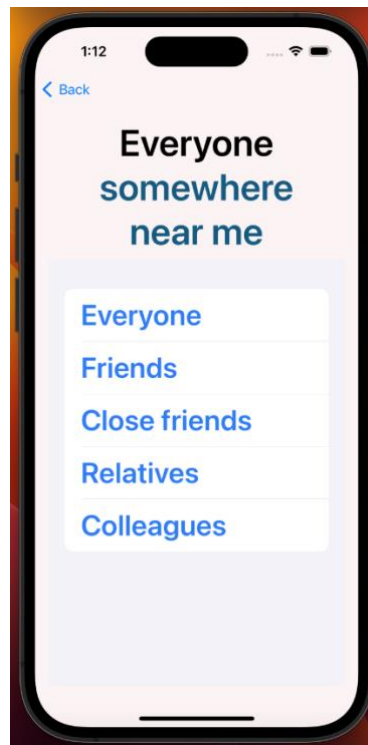 1:12
Back
Everyone
somewhere
near me
Everyone
Friends
Close friends
Relatives
Colleagues